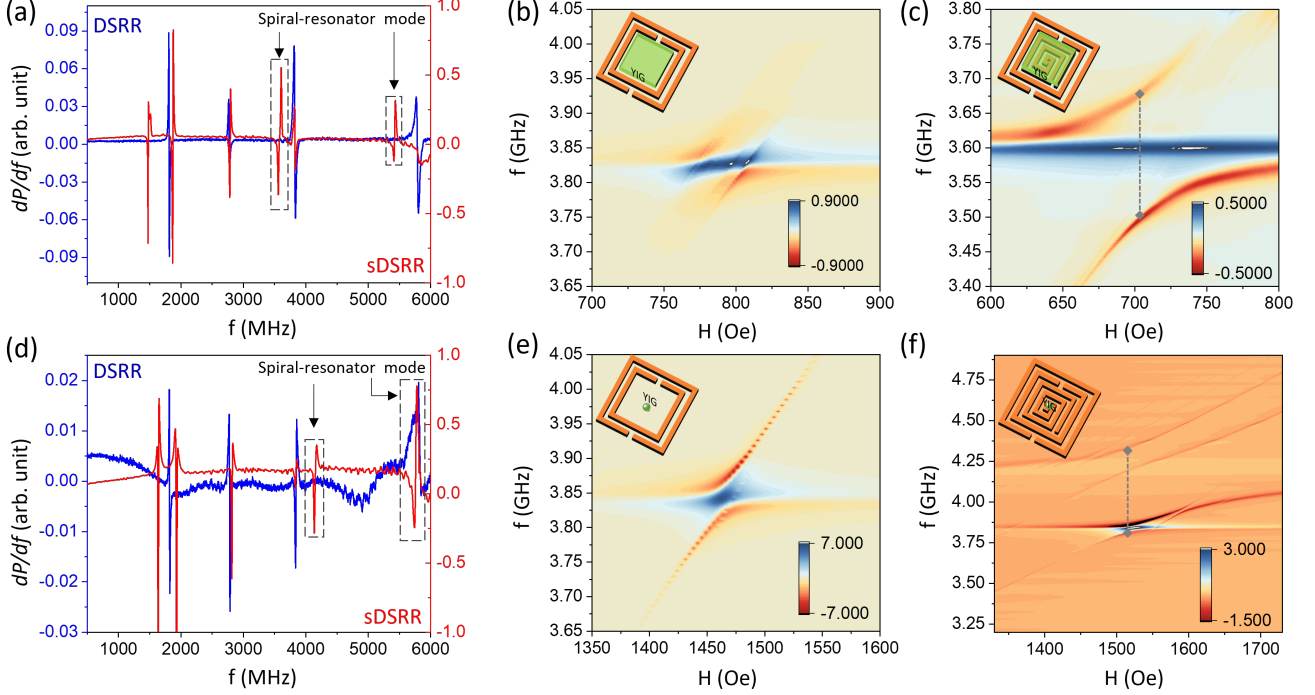 (a)
DSRR
Spiral-resonator mode
dP/df (arb. unit)
0.09
0.06
0.03
0.00
-0.03
-0.06
-0.09
1.0
0.5
0.0
-0.5
-1.0
sDSRR
1000 2000 3000 4000 5000 6000
f (MHz)
(b)
YIG
f (GHz)
4.05
4.00
3.95
3.90
3.85
3.80
3.75
3.70
3.65
0.9000
-0.9000
700 750 800 850 900
H (Oe)
(c)
YIG
f (GHz)
3.80
3.75
3.70
3.65
3.60
3.55
3.50
3.45
3.40
0.5000
-0.5000
600 650 700 750 800
H (Oe)
(d)
DSRR
Spiral-resonator mode
dP/df (arb. unit)
0.02
0.01
0.00
-0.01
-0.02
-0.03
1.0
0.5
0.0
-0.5
-1.0
sDSRR
1000 2000 3000 4000 5000 6000
f (MHz)
(e)
YIG
f (GHz)
4.05
4.00
3.95
3.90
3.85
3.80
3.75
3.70
3.65
7.000
-7.000
1350 1400 1450 1500 1550 1600
H (Oe)
(f)
YIG
f (GHz)
4.75
4.50
4.25
4.00
3.75
3.50
3.25
3.000
-1.500
1400 1500 1600 1700
H (Oe)